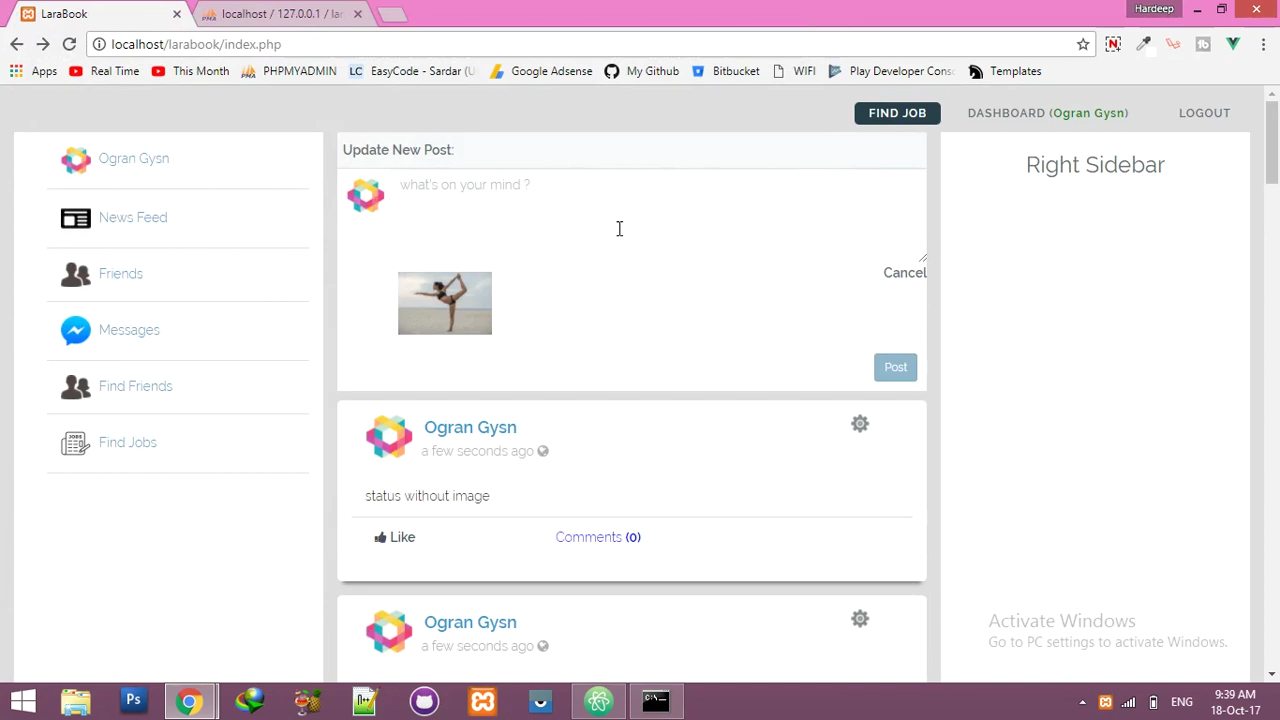 LaraBook
localhost / 127.0.0.1 / lar
Hardeep
localhost/larabook/index.php
Apps
Real Time
This Month
PHPMYADMIN
EasyCode - Sardar (U
Google Adsense
My Github
Bitbucket
WIFI
Play Developer Cons
Templates
FIND JOB
DASHBOARD (Ogran Gysn)
LOGOUT
Ogran Gysn
News Feed
Friends
Messages
Find Friends
Find Jobs
Update New Post:
what's on your mind ?
Cancel
Post
Ogran Gysn
a few seconds ago
status without image
Like
Comments (0)
Ogran Gysn
a few seconds ago
Right Sidebar
Activate Windows
Go to PC settings to activate Windows.
ENG
9:39 AM
18-Oct-17